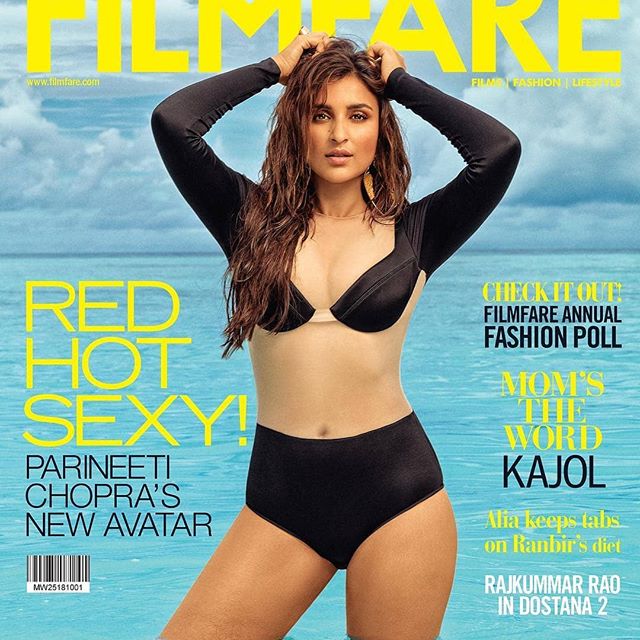 FILMFARE
www.filmfare.com
FILMS | FASHION | LIFESTYLE
RED
HOT
SEXY!
PARINEETI
CHOPRA'S
NEW AVATAR
MW25181001
CHECK IT OUT!
FILMFARE ANNUAL
FASHION POLL
MOM'S
THE
WORD
KAJOL
Alia keeps tabs
on Ranbir's diet
RAJKUMMAR RAO
IN DOSTANA 2